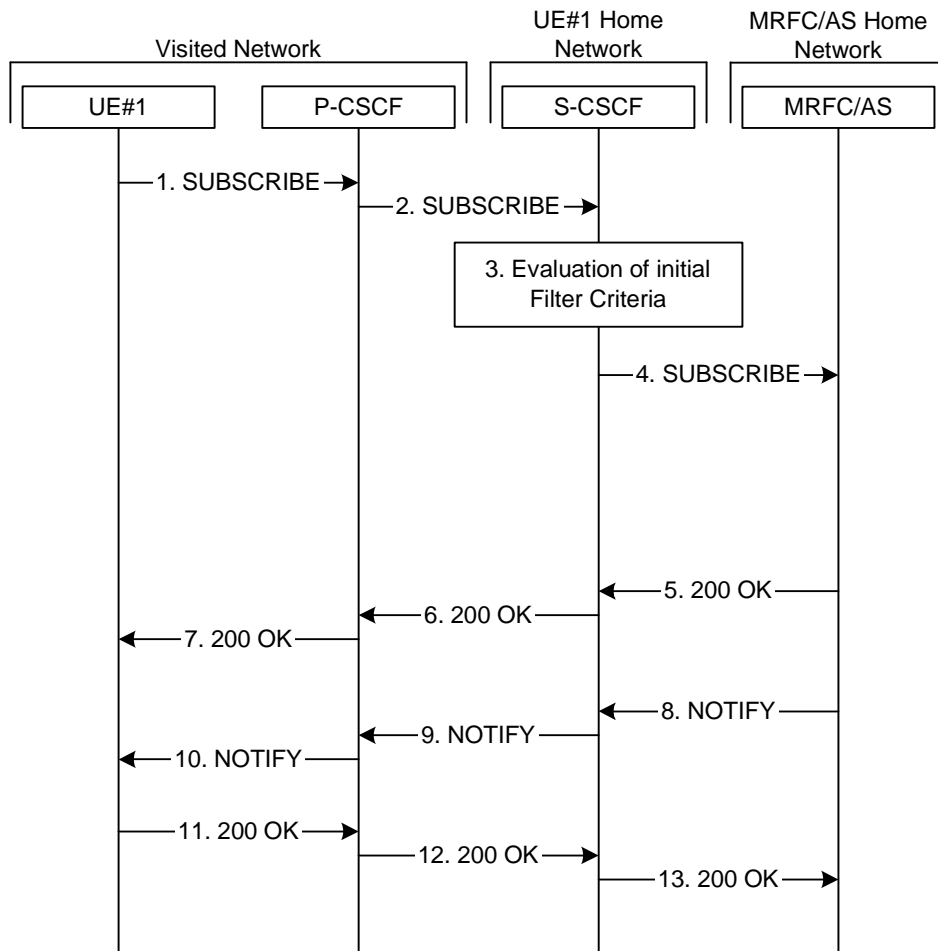 UE#1 Home
Network
MRFC/AS Home
Network
Visited Network
UE#1
P-CSCF
S-CSCF
MRFC/AS
1. SUBSCRIBE
2. SUBSCRIBE
3. Evaluation of initial
Filter Criteria
4. SUBSCRIBE
5. 200 OK
6. 200 OK
7. 200 OK
8. NOTIFY
9. NOTIFY
10. NOTIFY
11. 200 OK
12. 200 OK
13. 200 OK